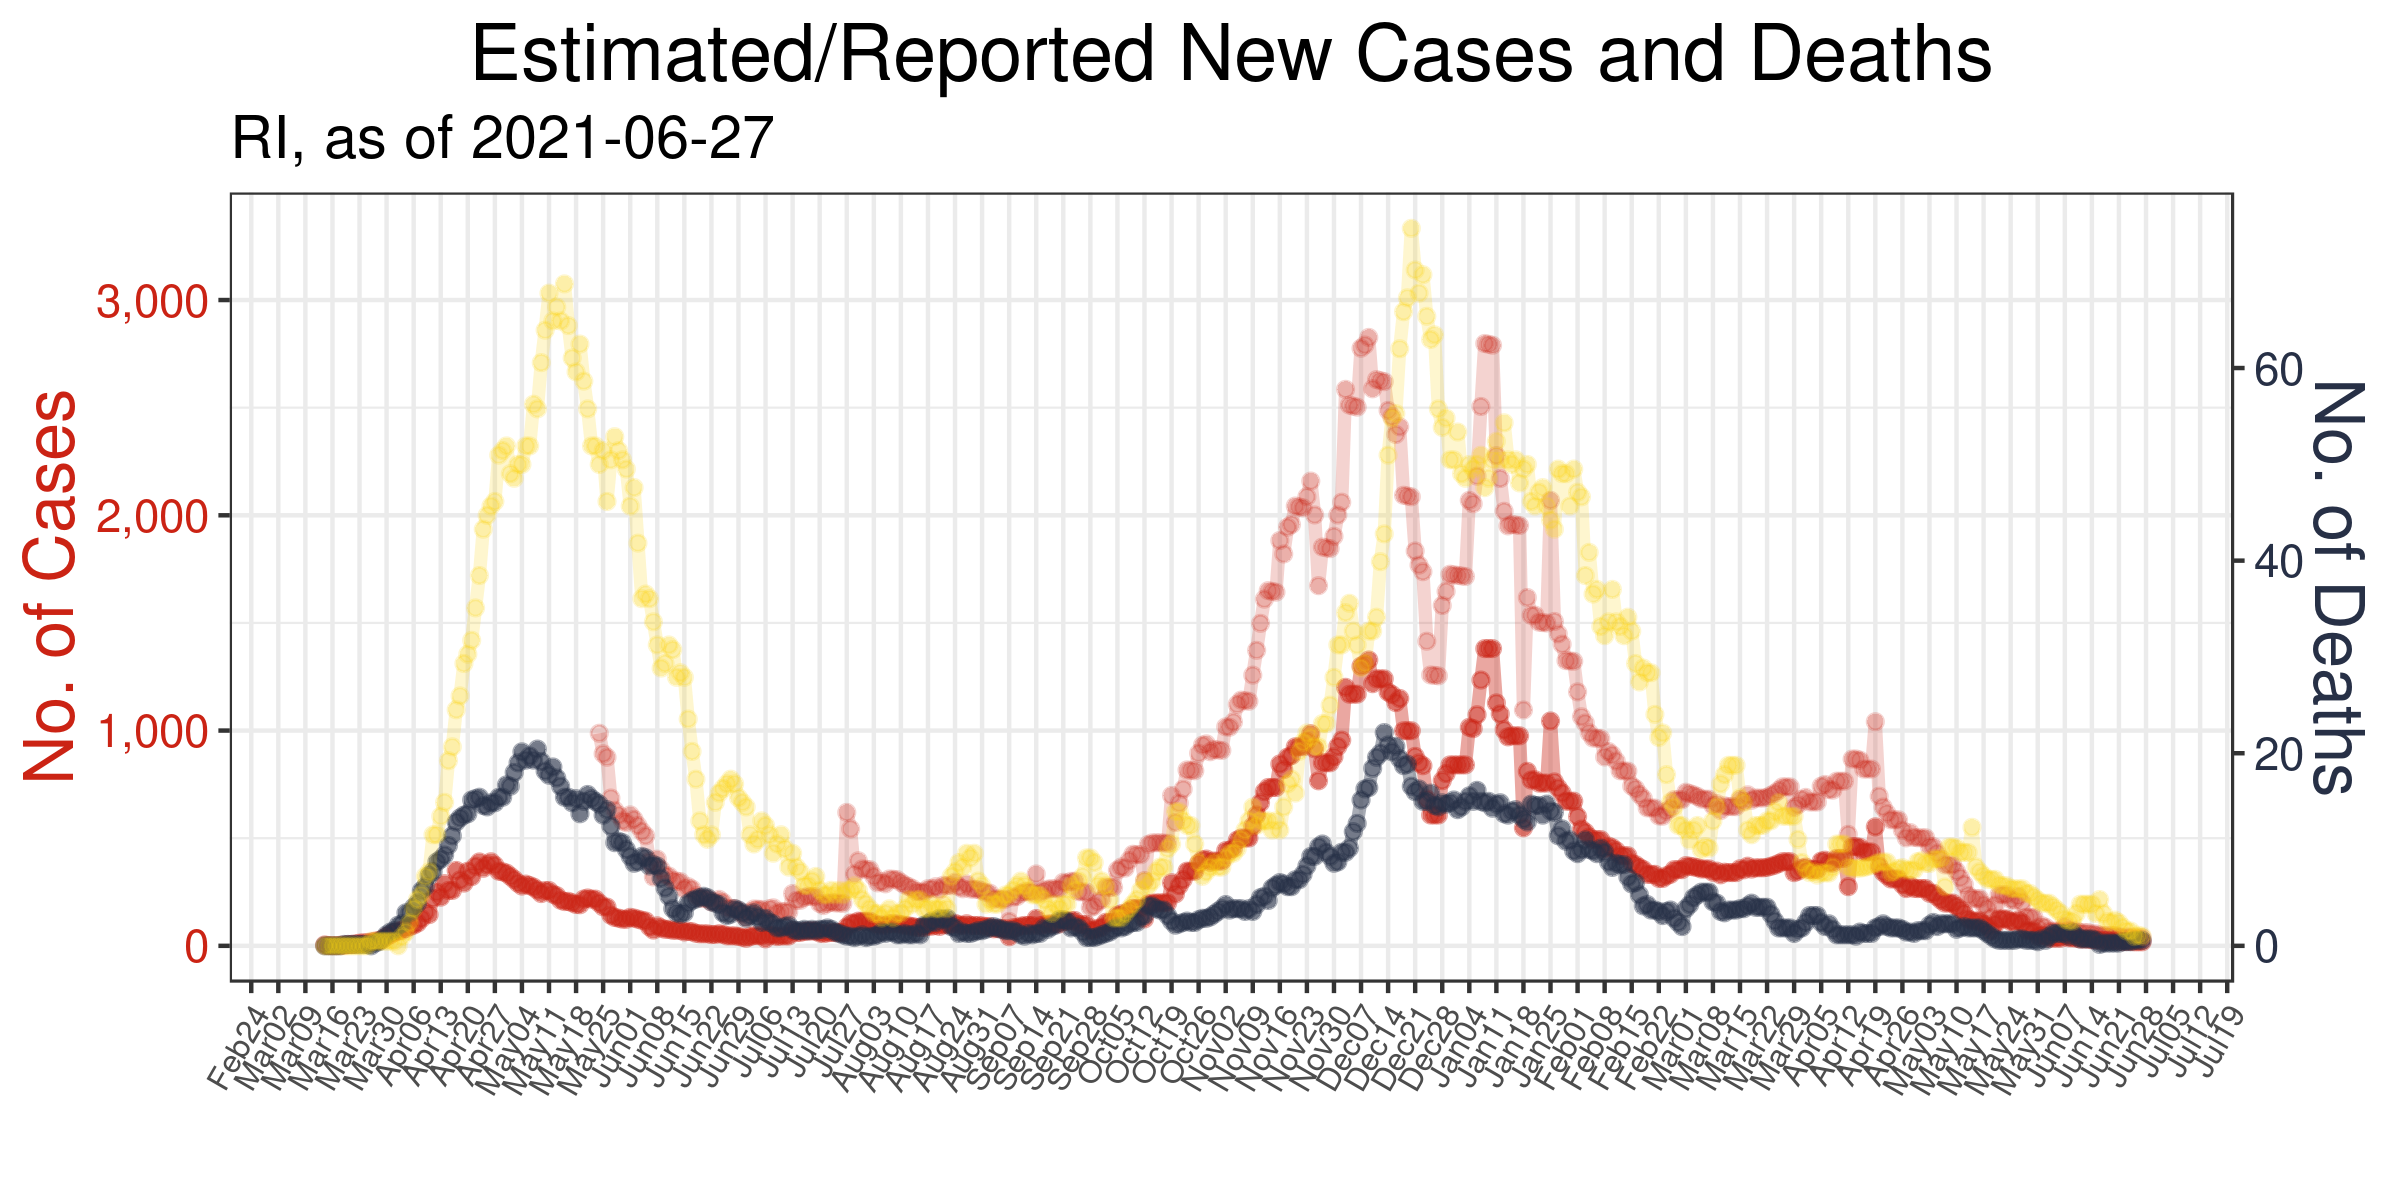 Estimated/Reported New Cases and Deaths
RI, as of 2021-06-27
No. of Cases
3,000
2,000
1,000
0
60
40
20
0
No. of Deaths
Feb24
Mar02
Mar09
Mar16
Mar23
Mar30
Apr06
Apr13
Apr20
Apr27
May04
May11
May18
May25
Jun01
Jun08
Jun15
Jun22
Jun29
Jul06
Jul13
Jul20
Jul27
Aug03
Aug10
Aug17
Aug24
Aug31
Sep07
Sep14
Sep21
Sep28
Oct05
Oct12
Oct19
Oct26
Nov02
Nov09
Nov16
Nov23
Nov30
Dec07
Dec14
Dec21
Dec28
Dec04
Jan11
Jan18
Jan25
Feb01
Feb08
Feb15
Feb22
Mar01
Mar08
Mar15
Mar22
Mar29
Apr05
Apr12
Apr19
Apr26
May03
May10
May17
May24
May31
May07
Jun14
Jun21
Jun28
Jun05
Jul12
Jul19